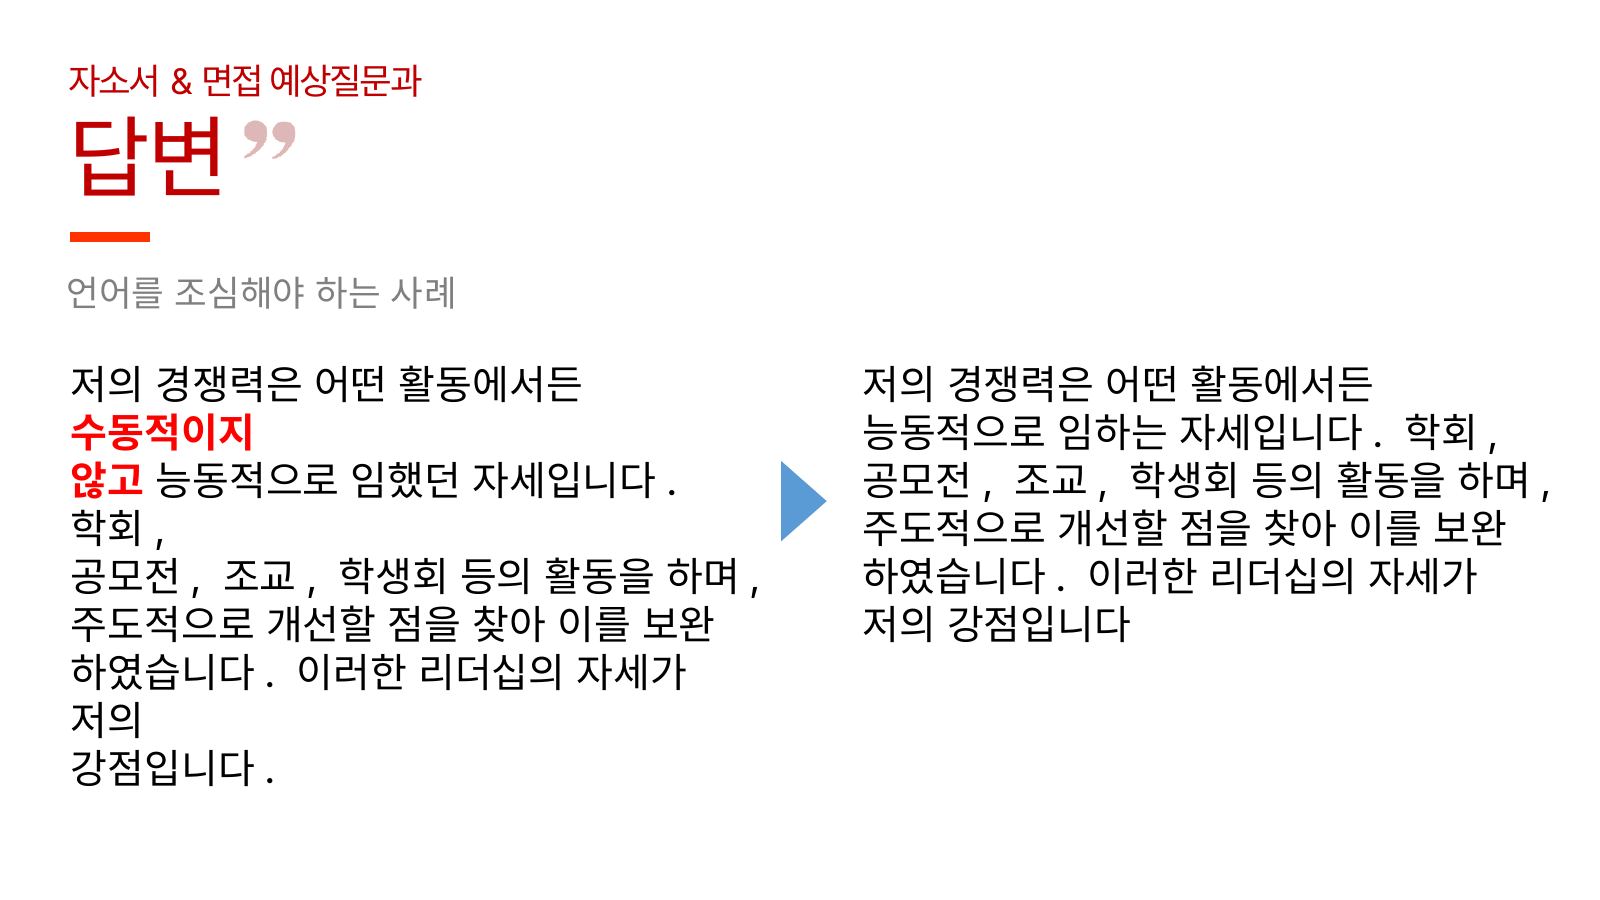 자소서 & 면접 예상질문과
답변 ”
언어를 조심해야 하는 사례
저의 경쟁력은 어떤 활동에서든
수동적이지
않고 능동적으로 임했던 자세입니다 .
학회 ,
공모전 , 조교 , 학생회 등의 활동을 하며 ,
주도적으로 개선할 점을 찾아 이를 보완
하였습니다 . 이러한 리더십의 자세가
저의
강점입니다 .
저의 경쟁력은 어떤 활동에서든
능동적으로 임하는 자세입니다 . 학회 ,
공모전 , 조교 , 학생회 등의 활동을 하며 ,
주도적으로 개선할 점을 찾아 이를 보완
하였습니다 . 이러한 리더십의 자세가
저의 강점입니다